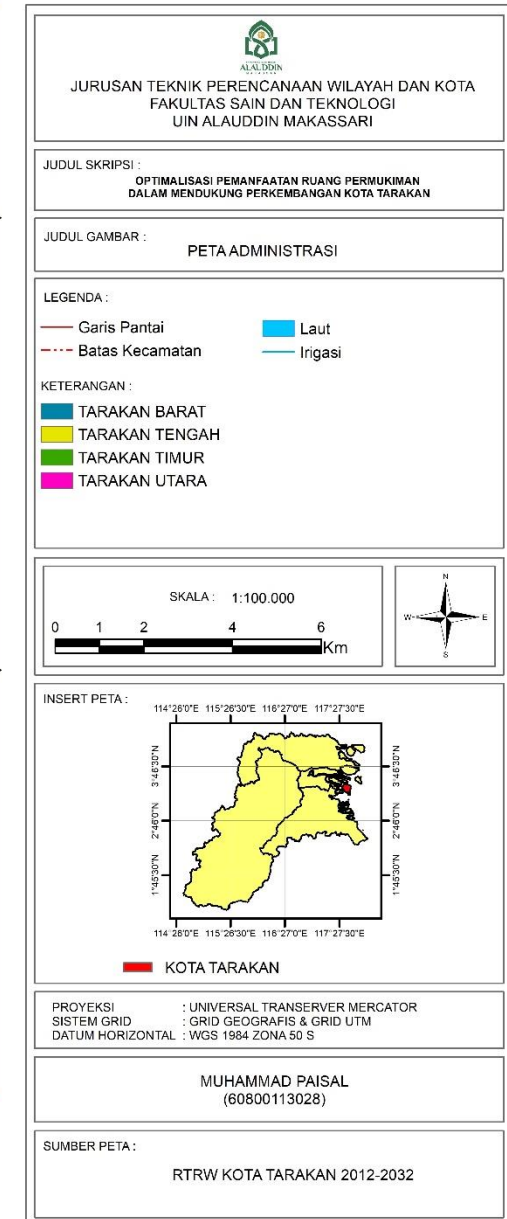 ALAUDDIN
JURUSAN TEKNIK PERENCANAAN WILAYAH DAN KOTA
FAKULTAS SAIN DAN TEKNOLOGI
UIN ALAUDDIN MAKASSARI
JUDUL SKRIPSI :
OPTIMALISASI PEMANFAATAN RUANG PERMUKIMAN
DALAM MENDUKUNG PERKEMBANGAN KOTA TARAKAN
JUDUL GAMBAR :
PETA ADMINISTRASI
LEGENDA :
Garis Pantai
Laut
Batas Kecamatan
Irigasi
KETERANGAN :
TARAKAN BARAT
TARAKAN TENGAH
TARAKAN TIMUR
TARAKAN UTARA
SKALA : 1:100.000
0 1 2 4 6
Km
N
W E
S
INSERT PETA :
114°26'0"E 115°26'30"E 116°27'0"E 117°27'30"E
3°46'30"N 3°46'30"N
2°46'0"N 2°46'0"N
1°45'30"N 1°45'30"N
114°26'0"E 115°26'30"E 116°27'0"E 117°27'30"E
KOTA TARAKAN
PROYEKSI : UNIVERSAL TRANSERVER MERCATOR
SISTEM GRID : GRID GEOGRAFIS & GRID UTM
DATUM HORIZONTAL : WGS 1984 ZONA 50 S
MUHAMMAD PAISAL
(60800113028)
SUMBER PETA :
RTRW KOTA TARAKAN 2012-2032